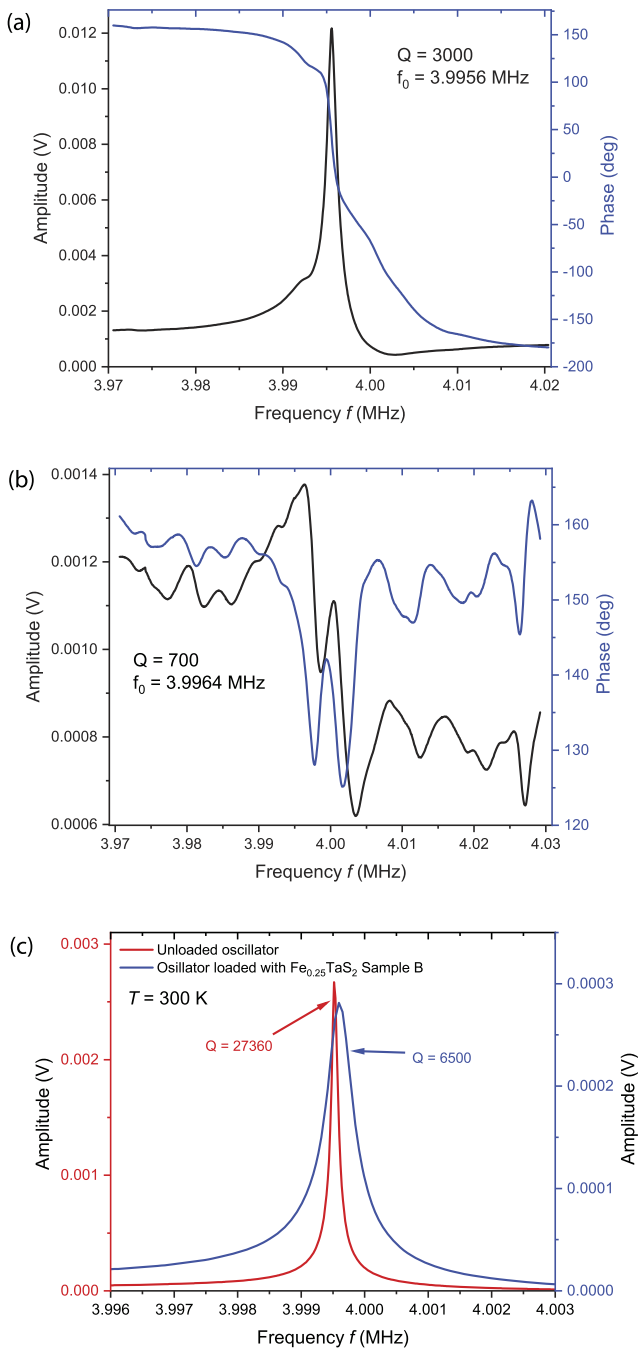 (a)
0.012
0.010
0.008
0.006
0.004
0.002
0.000
Amplitude (V)
Q = 3000
f0 = 3.9956 MHz
150
100
50
0
-50
-100
-150
-200
Phase (deg)
3.97 3.98 3.99 4.00 4.01 4.02
Frequency f (MHz)
(b)
0.0014
0.0012
0.0010
0.0008
0.0006
Amplitude (V)
Q = 700
f0 = 3.9964 MHz
160
150
140
130
120
Phase (deg)
3.97 3.98 3.99 4.00 4.01 4.02 4.03
Frequency f (MHz)
(c)
Unloaded oscillator
Osillator loaded with Fe0.25TaS2 Sample B
T = 300 K
Q = 27360
Q = 6500
0.003
0.002
0.001
0.000
Amplitude (V)
0.0003
0.0002
0.0001
0.0000
Amplitude (V)
3.996 3.997 3.998 3.999 4.000 4.001 4.002 4.003
Frequency f (MHz)